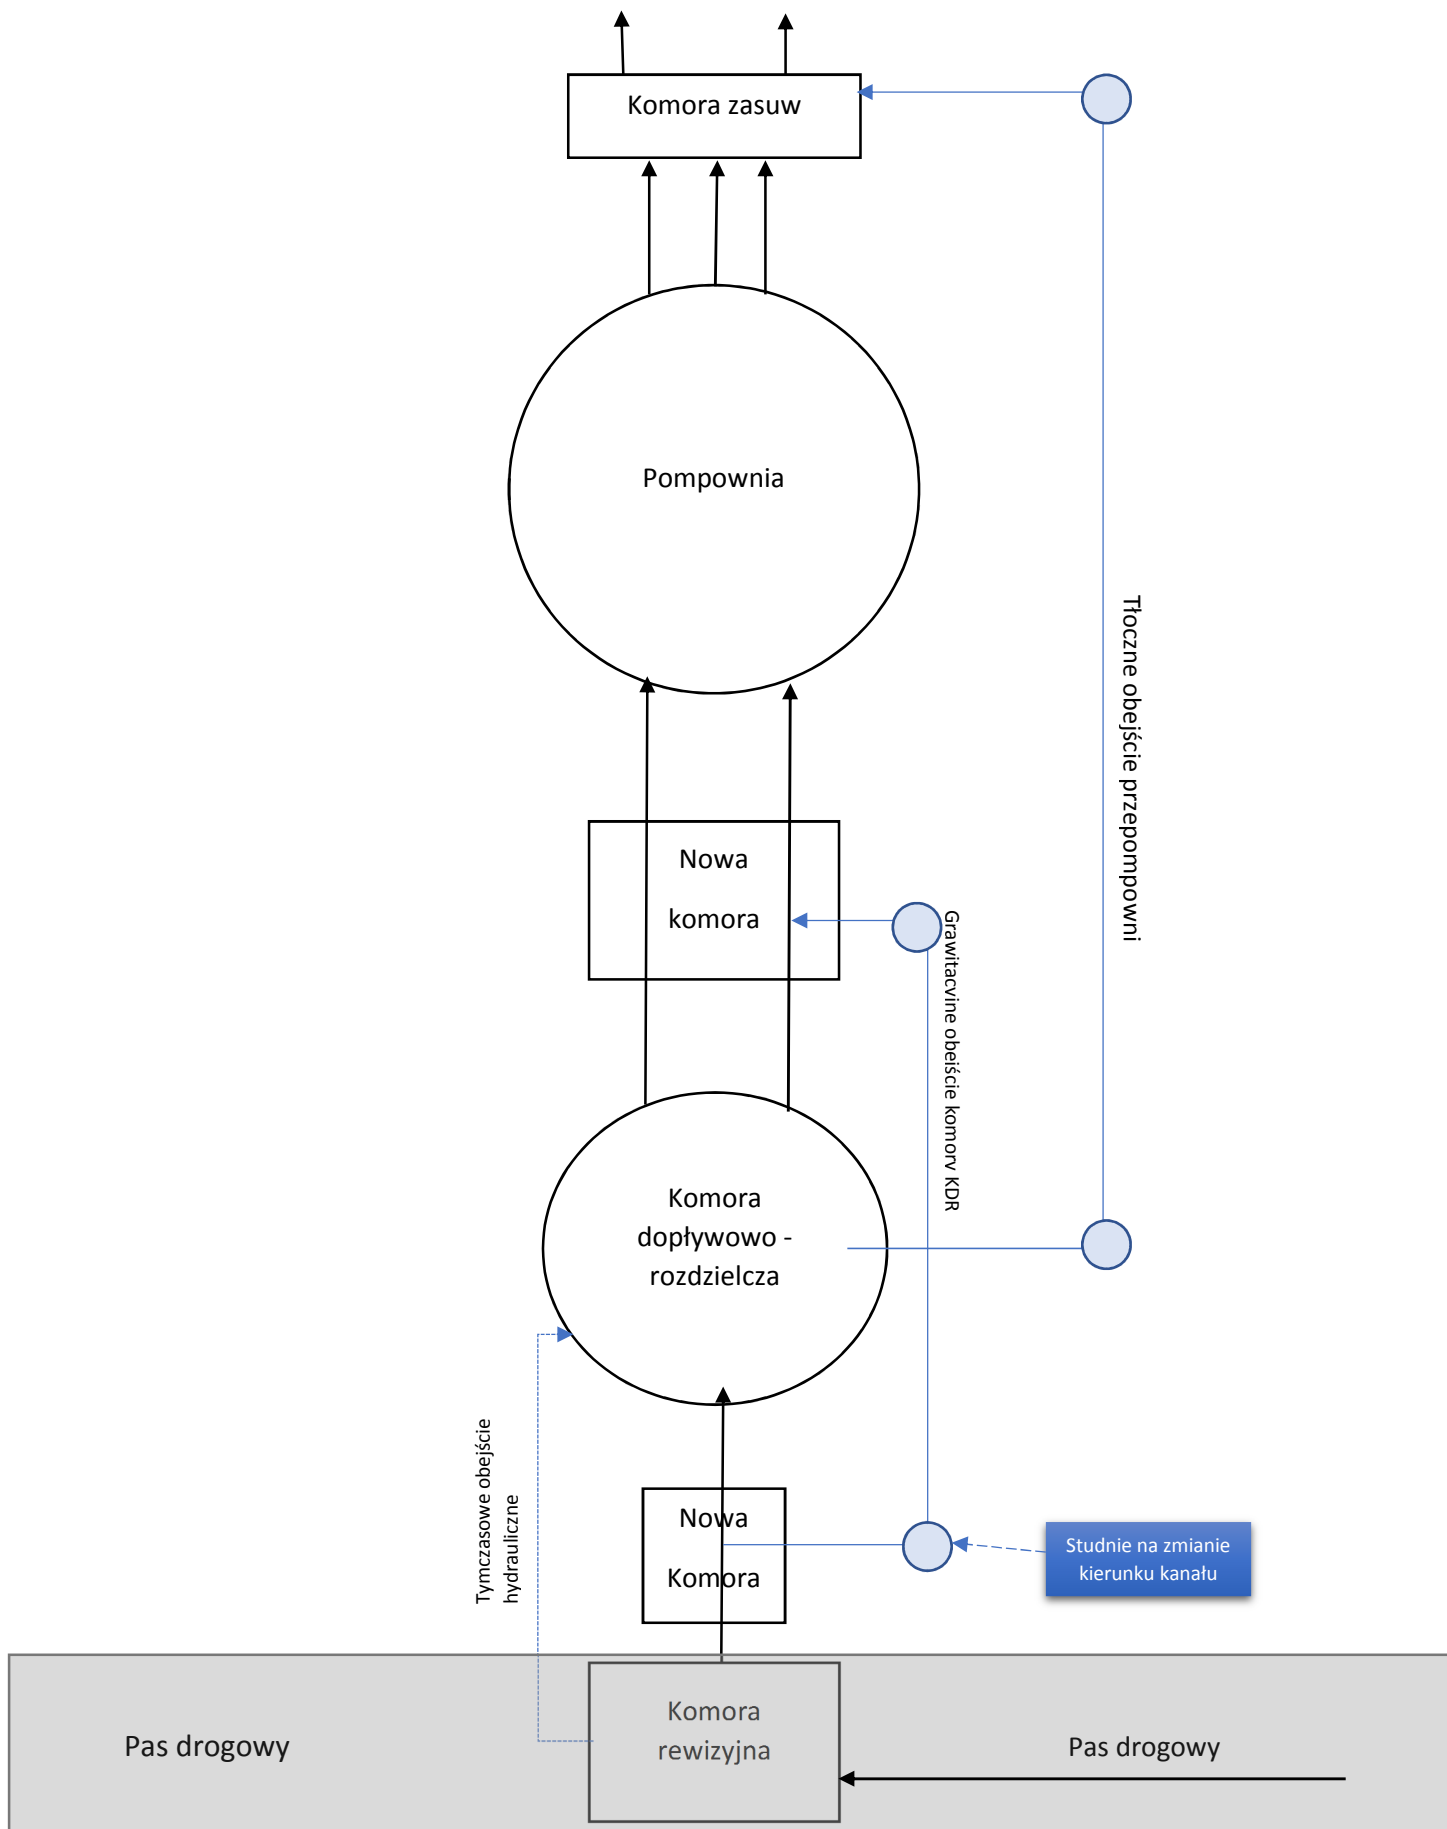 Komora zasuw
Pompownia
Tłoczne obejście przepompowni
Nowa
komora
Grawitacyjne obejście komory KDR
Komora
dopływowo -
rozdzielcza
Tymczasowe obejście
hydrauliczne
Nowa
Komora
Studnie na zmianie
kierunku kanału
Komora
rewizyjna
Pas drogowy
Pas drogowy